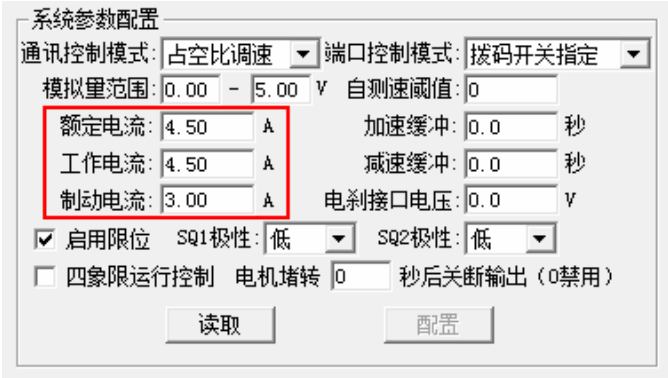 系统参数配置
通讯控制模式: 占空比调速 端口控制模式: 拨码开关指定
模拟量范围: 0.00 - 5.00 V 自测速阈值: 0
额定电流: 4.50 A 加速缓冲: 0.0 秒
工作电流: 4.50 A 减速缓冲: 0.0 秒
制动电流: 3.00 A 电刹接口电压: 0.0 V
启用限位 SQ1极性: 低 SQ2极性: 低
四象限运行控制 电机堵转 0 秒后关断输出（0禁用）
读取 配置